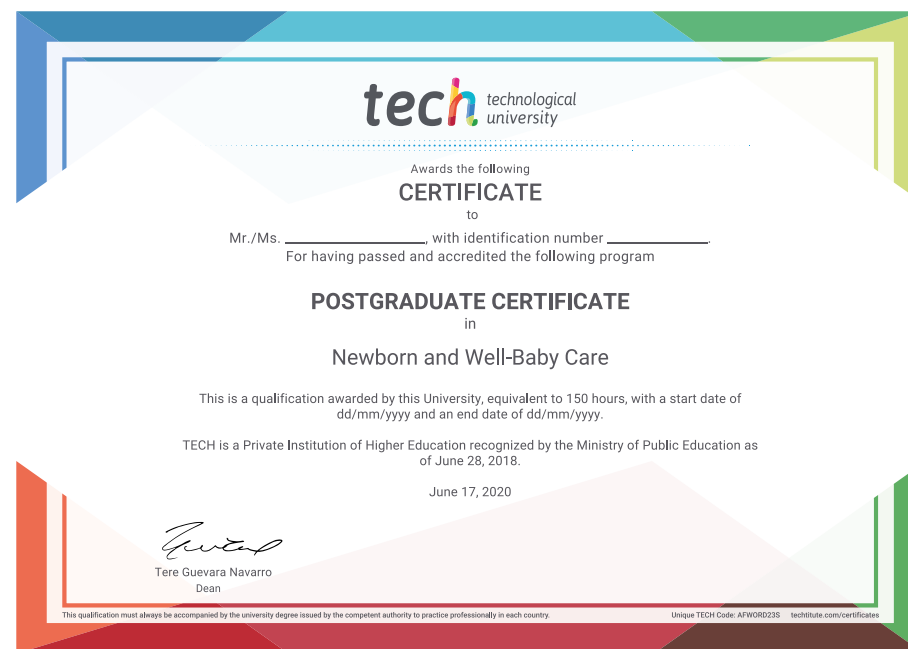 tech technological
university
Awards the following
CERTIFICATE
to
Mr./Ms. ____________________, with identification number ______________.
For having passed and accredited the following program
POSTGRADUATE CERTIFICATE
in
Newborn and Well-Baby Care
This is a qualification awarded by this University, equivalent to 150 hours, with a start date of
dd/mm/yyyy and an end date of dd/mm/yyyy.
TECH is a Private Institution of Higher Education recognized by the Ministry of Public Education as
of June 28, 2018.
June 17, 2020
Tere Guevara Navarro
Dean
This qualification must always be accompanied by the university degree issued by the competent authority to practice professionally in each country. Unique TECH Code: AFWORD23S techtitute.com/certificates